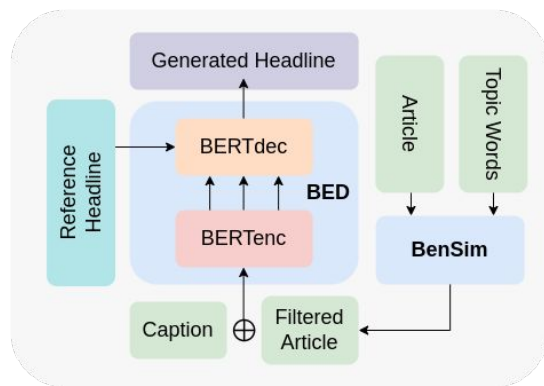 Generated Headline
Reference
Headline
BERTdec
BED
BERTenc
Article
Topic Words
BenSim
Caption
⊕
Filtered
Article